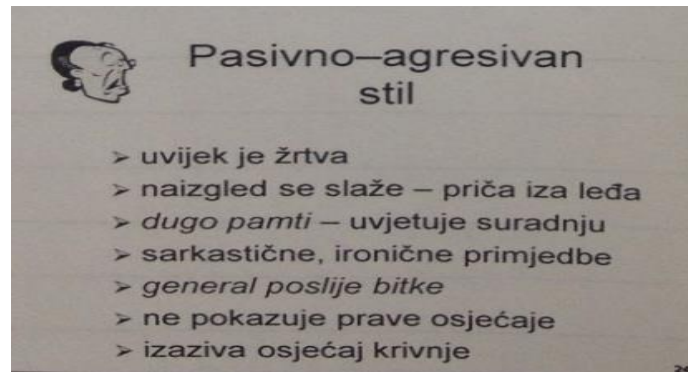 Pasivno–agresivan
stil
➢ uvijek je žrtva
➢ naizgled se slaže – priča iza leđa
➢ dugo pamti – uvjetuje suradnju
➢ sarkastične, ironične primjedbe
➢ general poslije bitke
➢ ne pokazuje prave osjećaje
➢ izaziva osjećaj krivnje